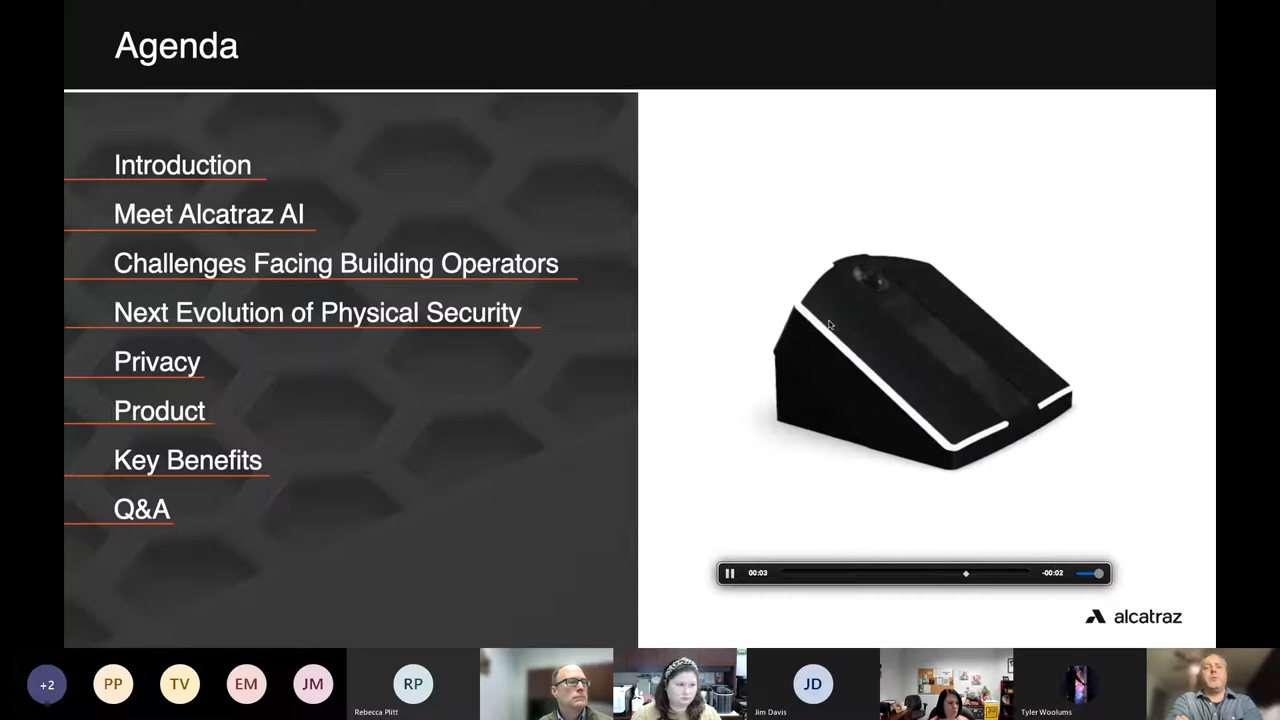 Agenda
Introduction
Meet Alcatraz AI
Challenges Facing Building Operators
Next Evolution of Physical Security
Privacy
Product
Key Benefits
Q&A
00:03
-00:02
alcatraz
+2
PP
TV
EM
JM
RP
Rebecca Plitt
JD
Jim Davis
Tyler Woolums